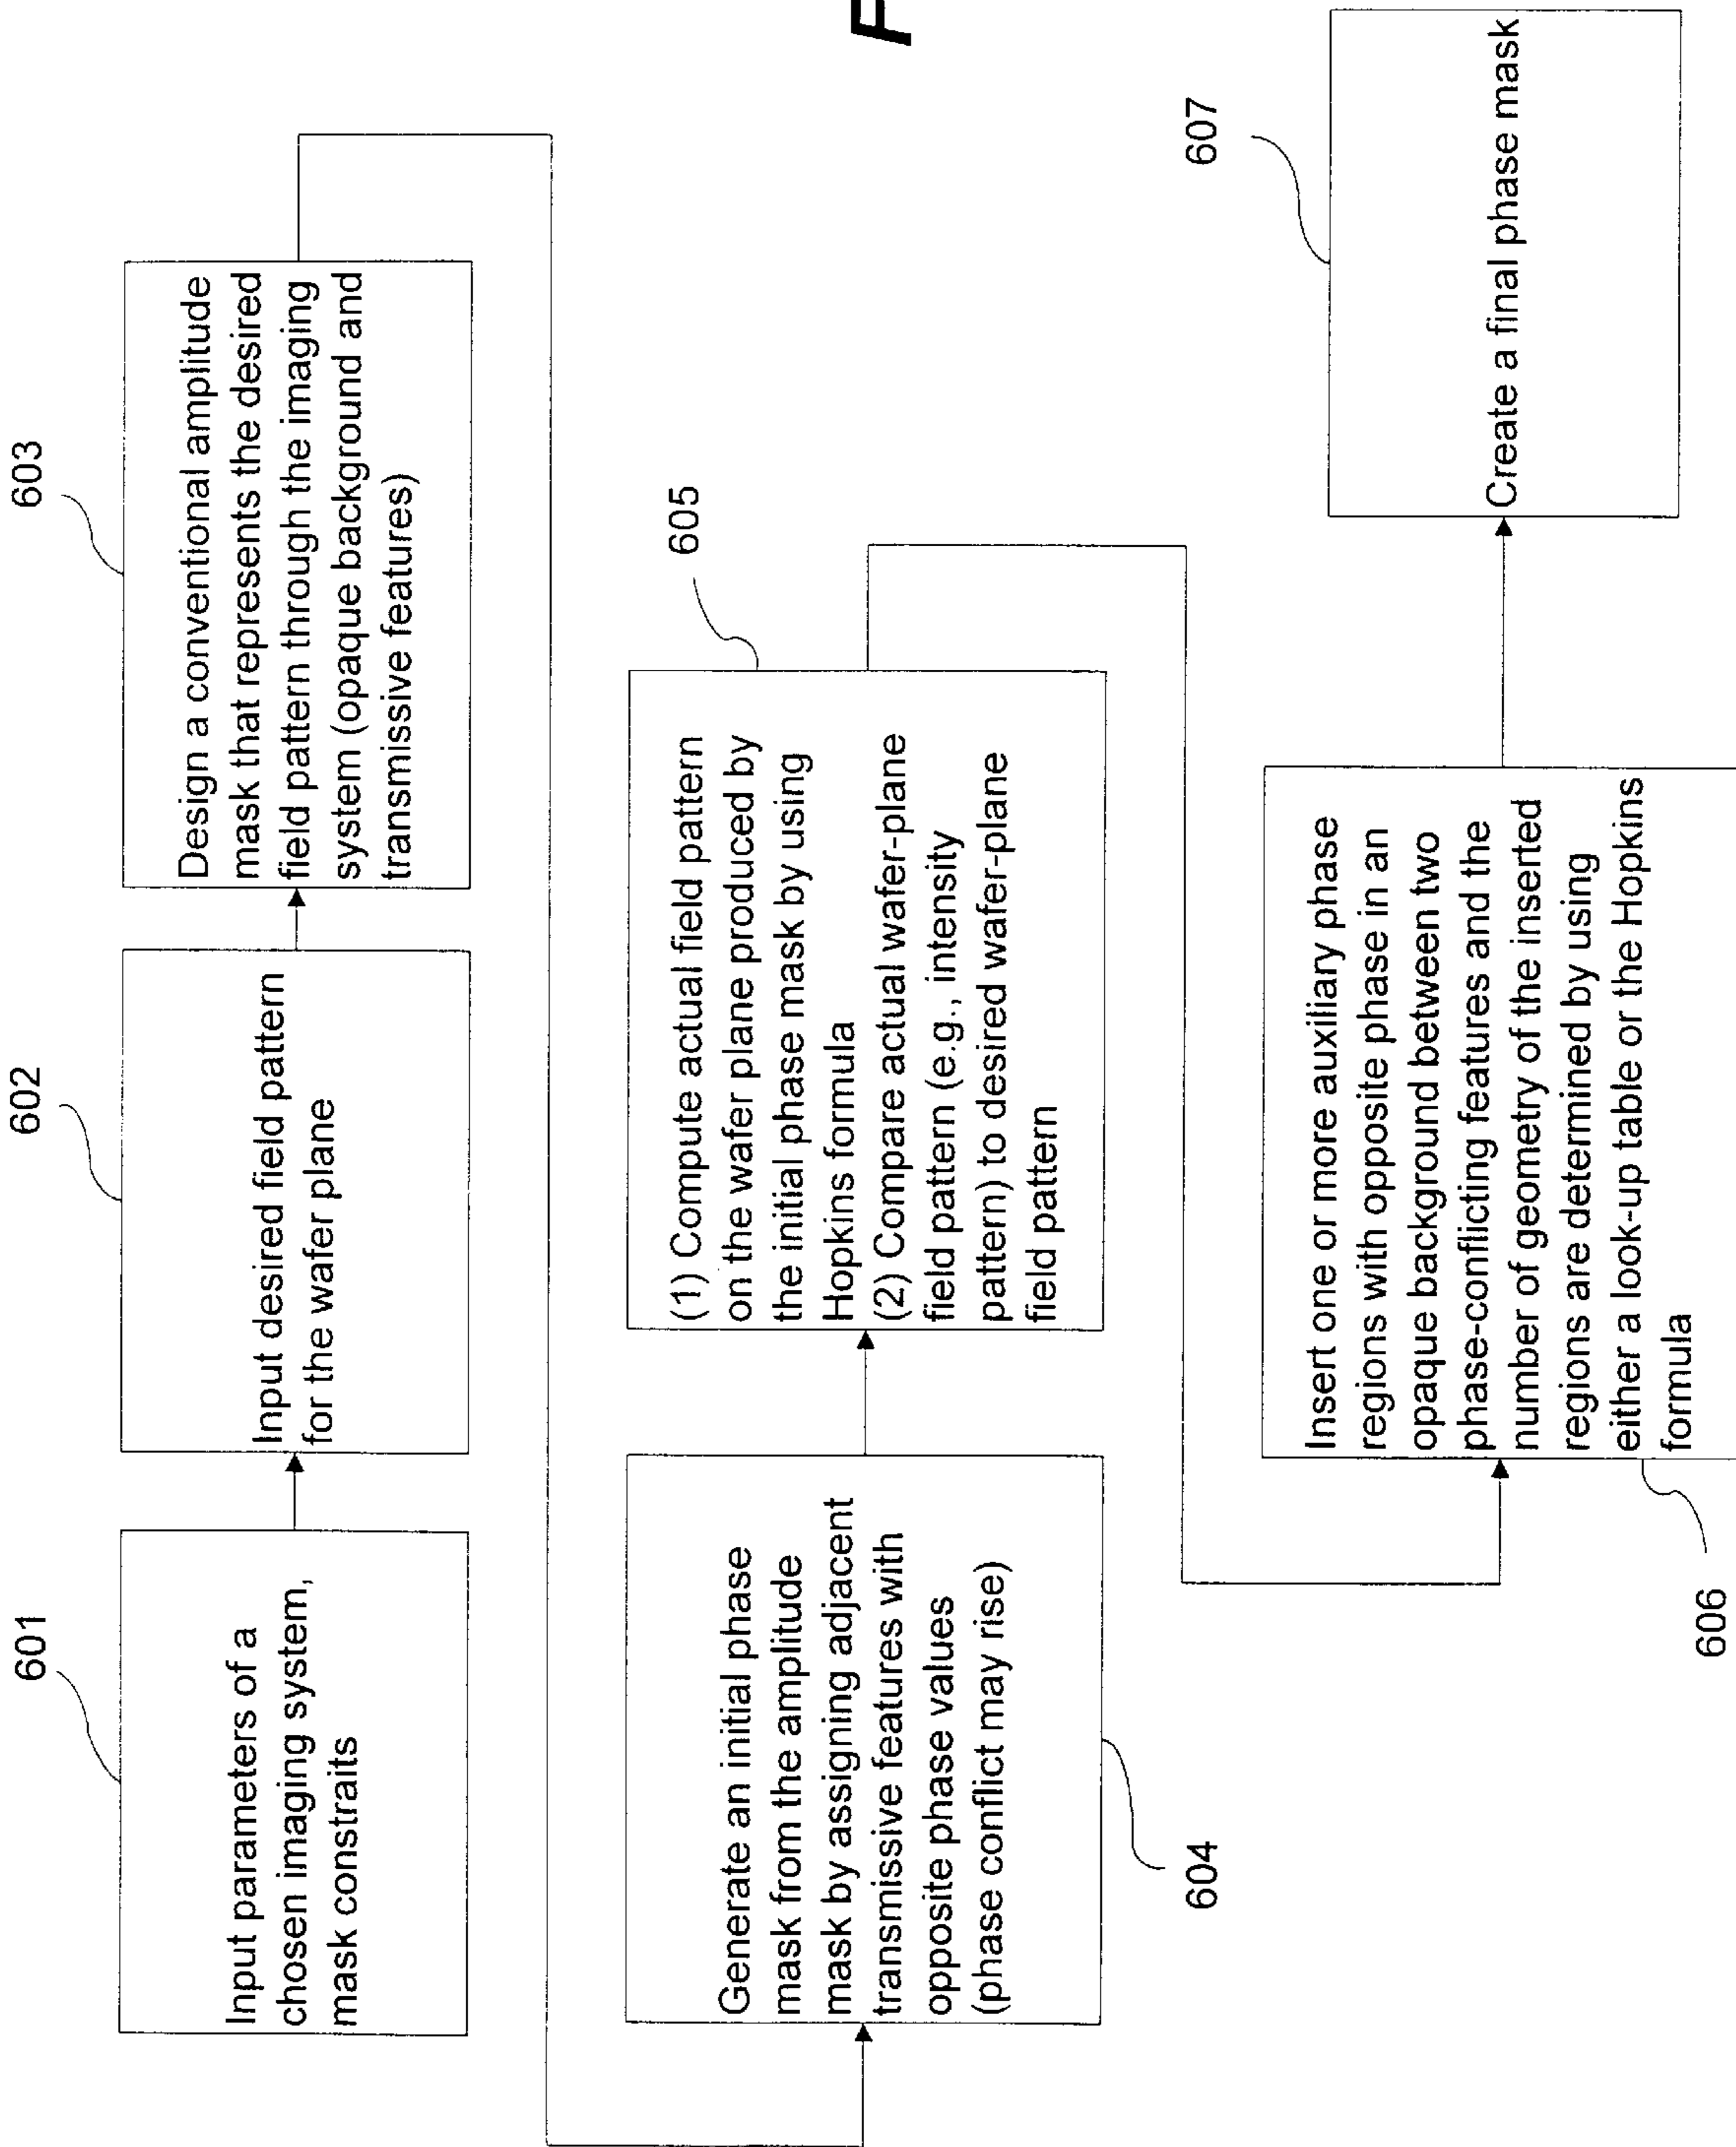 601
Input parameters of a
chosen imaging system,
mask constraits
602
Input desired field pattern
for the wafer plane
603
Design a conventional amplitude
mask that represents the desired
field pattern through the imaging
system (opaque background and
transmissive features)
604
Generate an initial phase
mask from the amplitude
mask by assigning adjacent
transmissive features with
opposite phase values
(phase conflict may rise)
605
(1) Compute actual field pattern
on the wafer plane produced by
the initial phase mask by using
Hopkins formula
(2) Compare actual wafer-plane
field pattern (e.g., intensity
pattern) to desired wafer-plane
field pattern
606
Insert one or more auxiliary phase
regions with opposite phase in an
opaque background between two
phase-conflicting features and the
number of geometry of the inserted
regions are determined by using
either a look-up table or the Hopkins
formula
607
Create a final phase mask